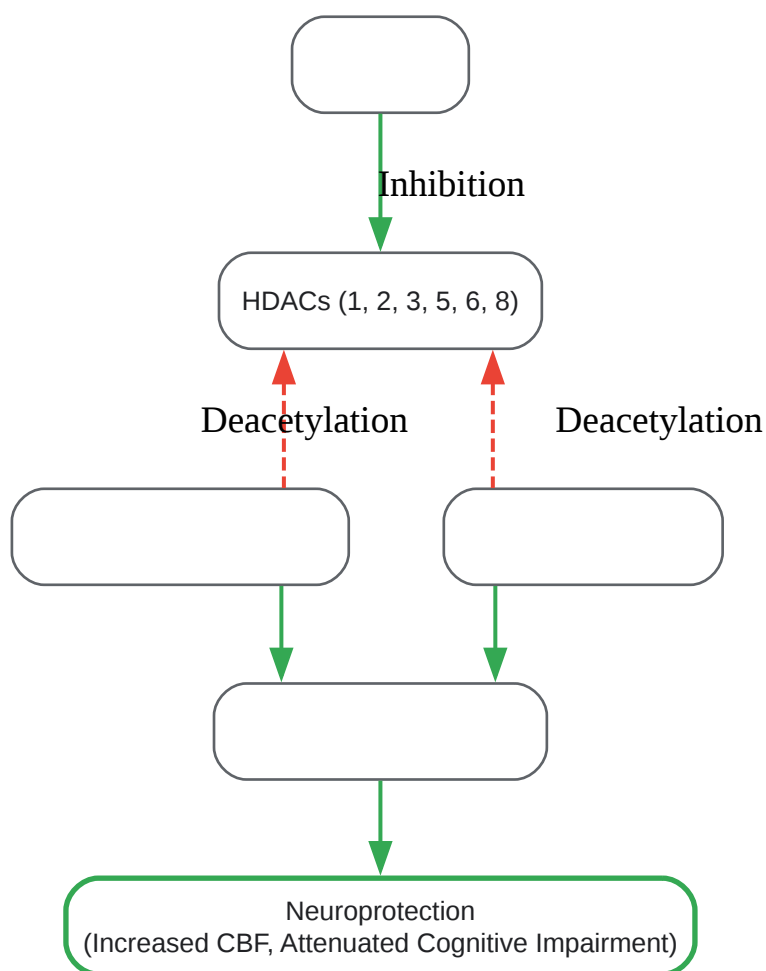 Inhibition
HDACs (1, 2, 3, 5, 6, 8)
Deacetylation
Deacetylation
Neuroprotection
(Increased CBF, Attenuated Cognitive Impairment)